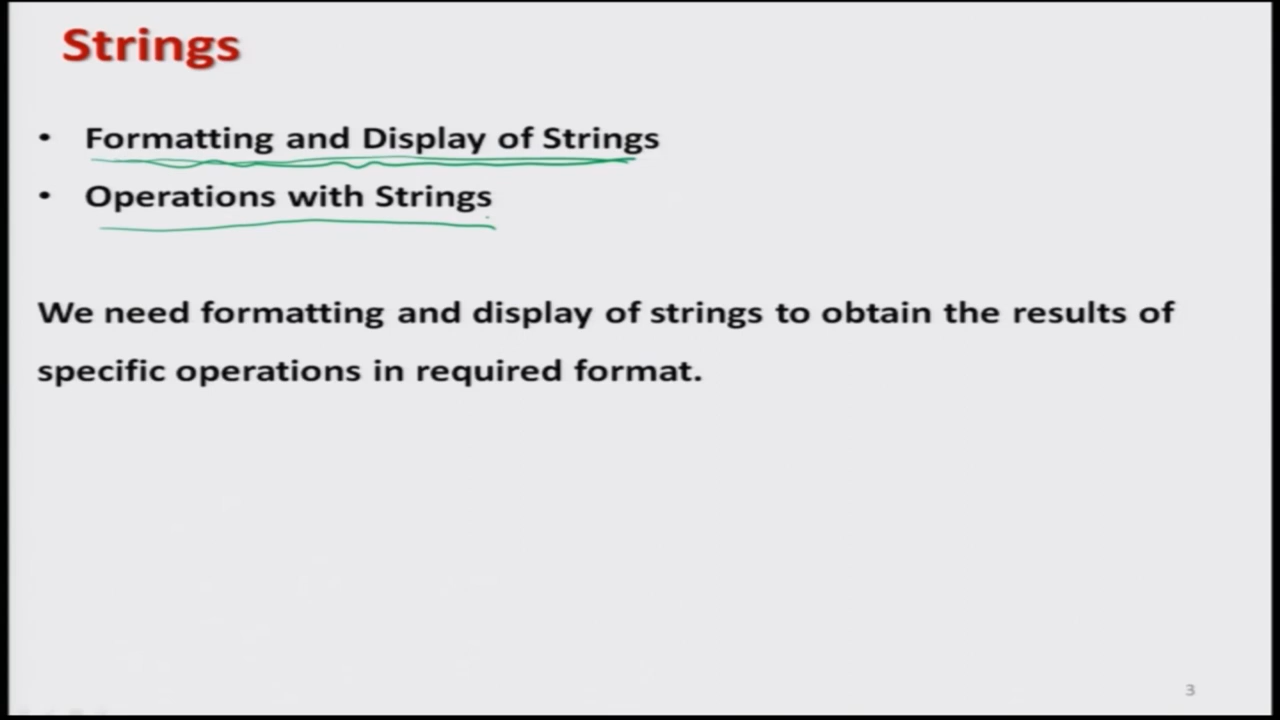 Strings
• Formatting and Display of Strings
• Operations with Strings
We need formatting and display of strings to obtain the results of
specific operations in required format.
3